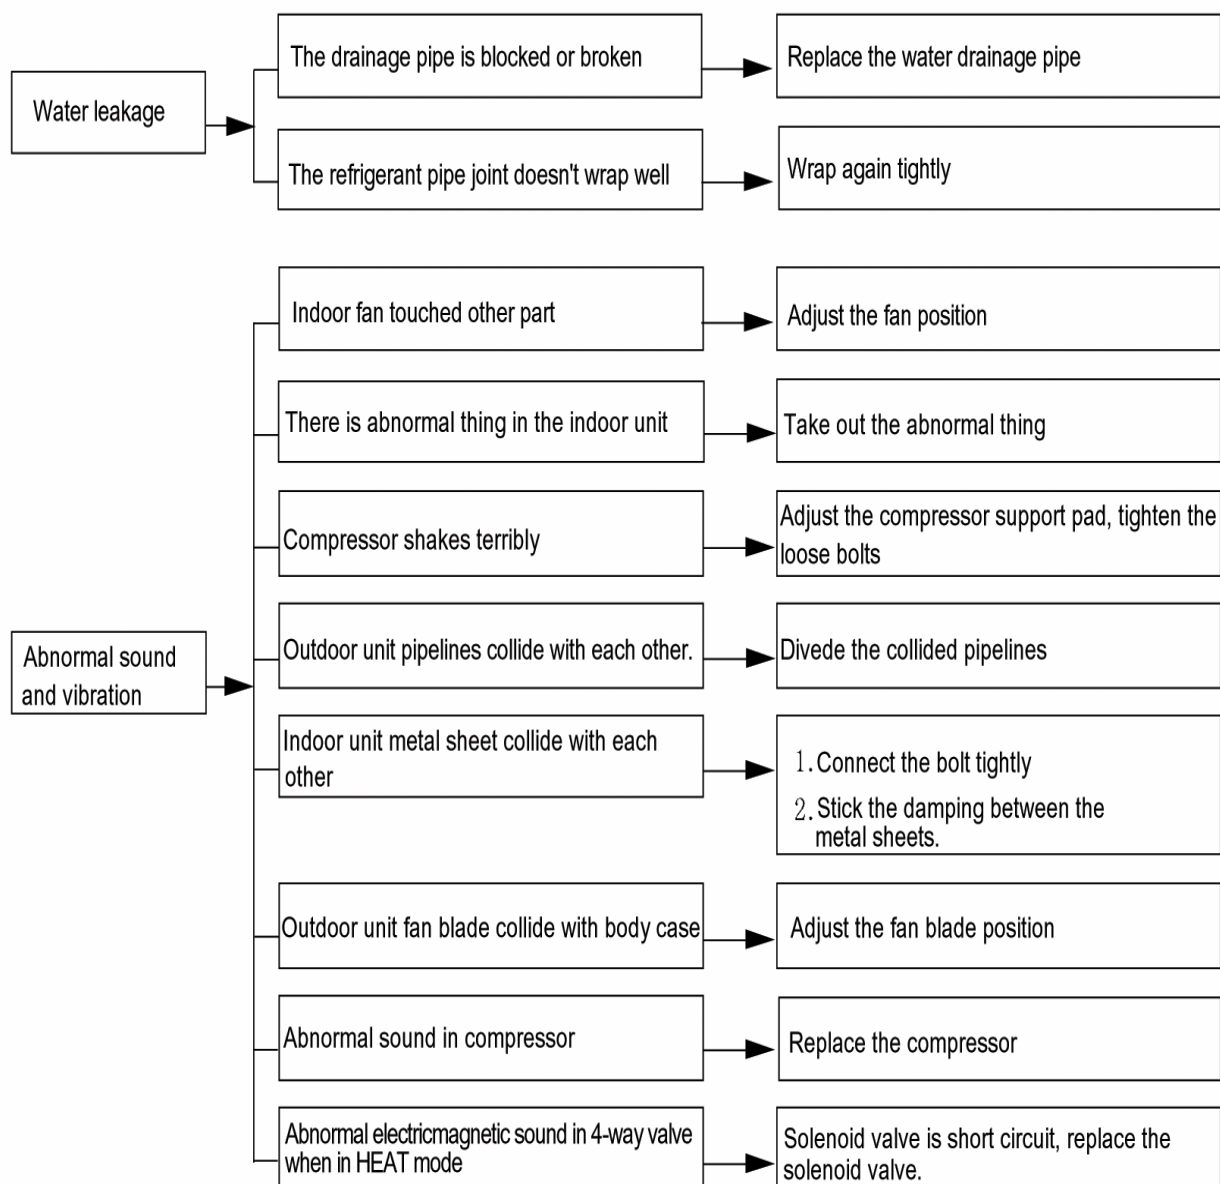 The drainage pipe is blocked or broken
Replace the water drainage pipe
Water leakage
The refrigerant pipe joint doesn't wrap well
Wrap again tightly
Indoor fan touched other part
Adjust the fan position
There is abnormal thing in the indoor unit
Take out the abnormal thing
Compressor shakes terribly
Adjust the compressor support pad, tighten the
loose bolts
Abnormal sound
and vibration
Outdoor unit pipelines collide with each other.
Divede the collided pipelines
Indoor unit metal sheet collide with each
other
1. Connect the bolt tightly
2. Stick the damping between the
metal sheets.
Outdoor unit fan blade collide with body case
Adjust the fan blade position
Abnormal sound in compressor
Replace the compressor
Abnormal electricmagnetic sound in 4-way valve
when in HEAT mode
Solenoid valve is short circuit, replace the
solenoid valve.